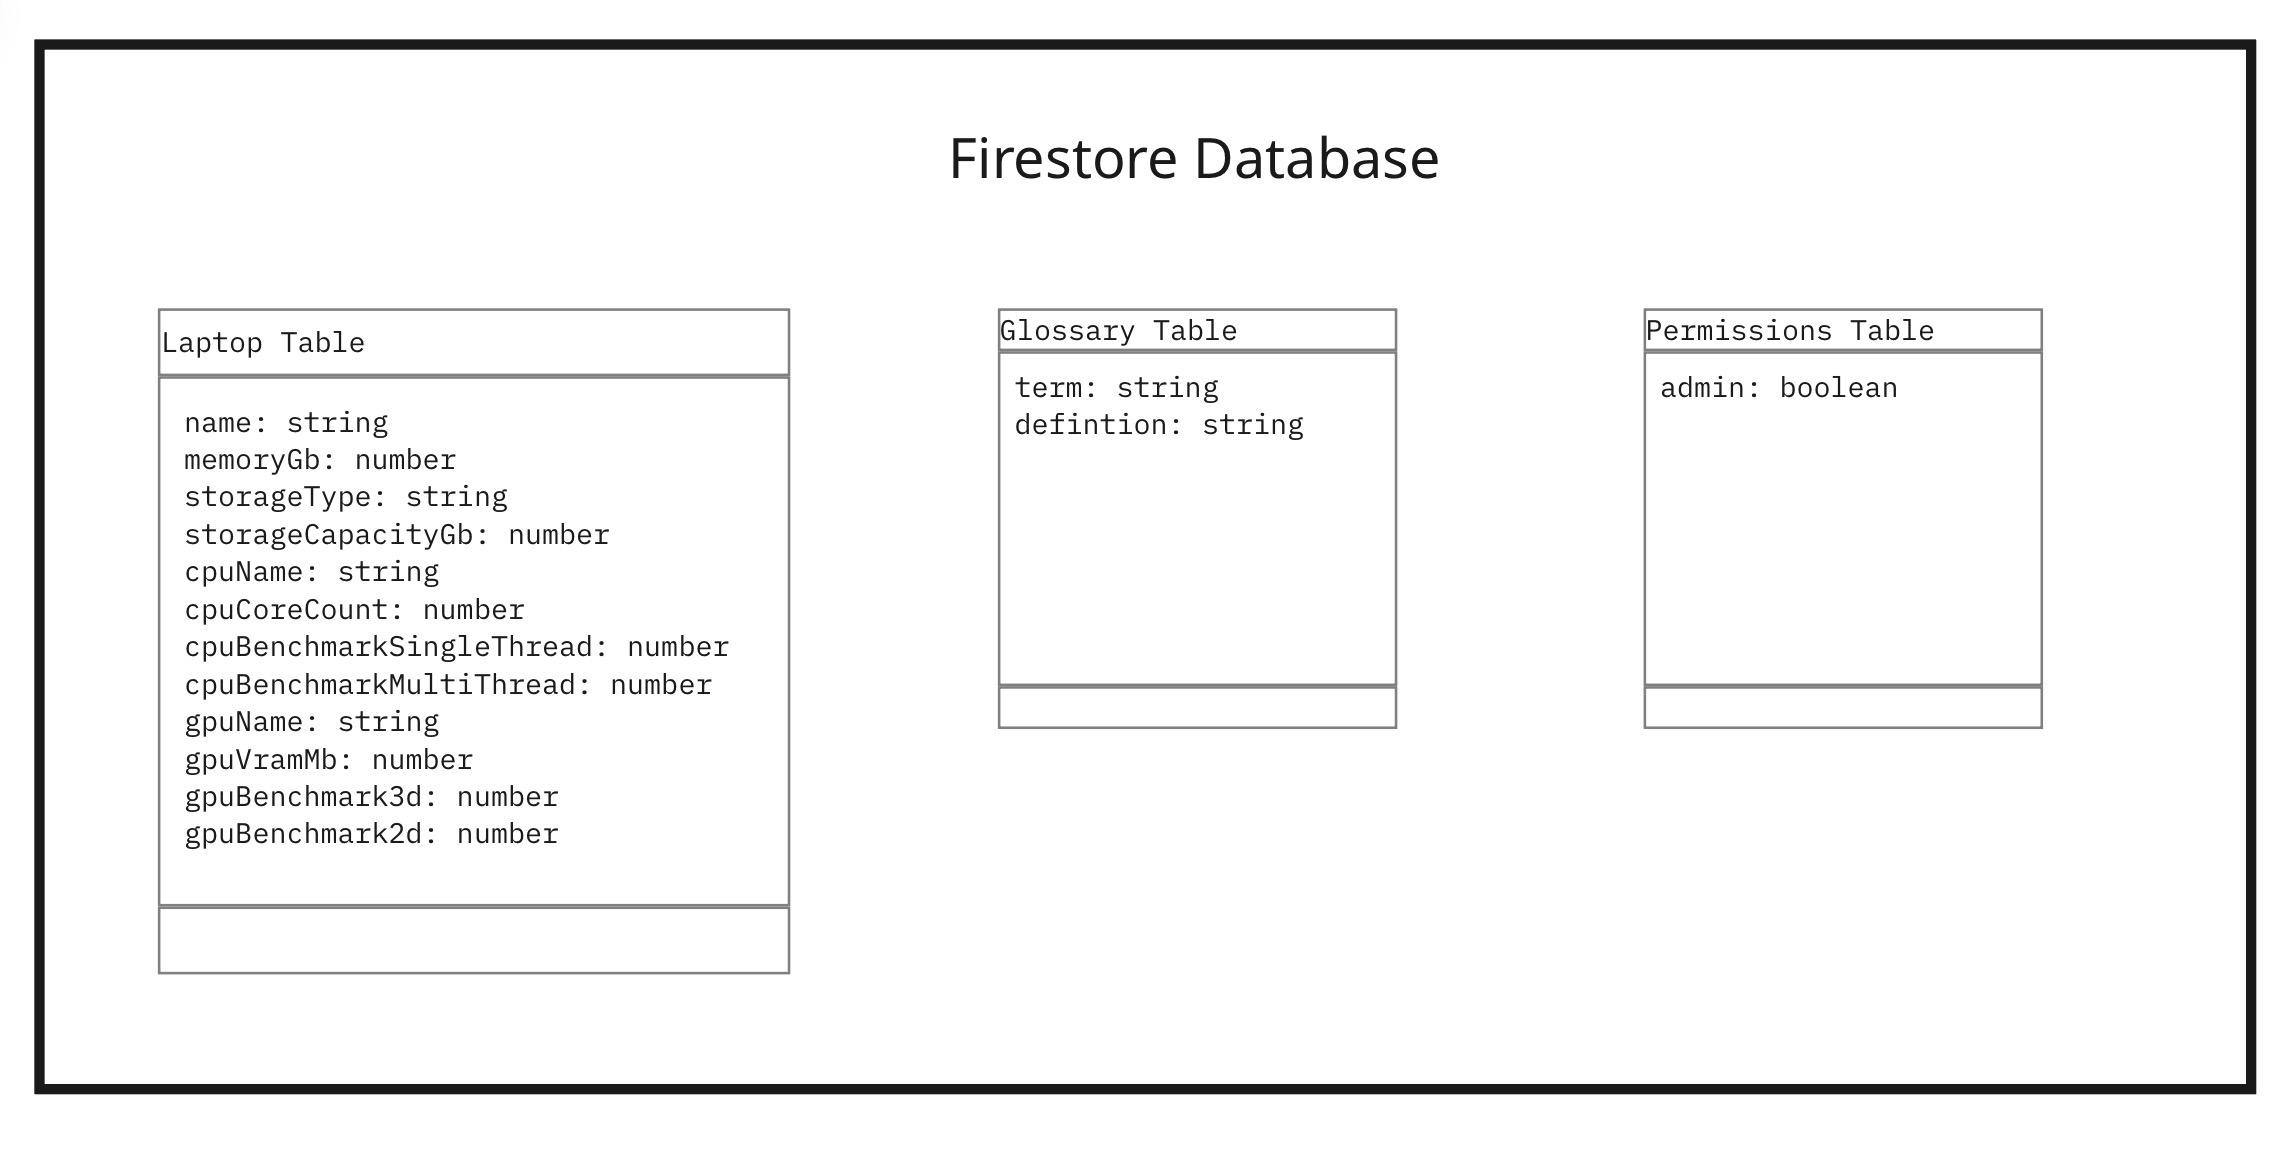 Firestore Database
Laptop Table
name: string
memoryGb: number
storageType: string
storageCapacityGb: number
cpuName: string
cpuCoreCount: number
cpuBenchmarkSingleThread: number
cpuBenchmarkMultiThread: number
gpuName: string
gpuVramMb: number
gpuBenchmark3d: number
gpuBenchmark2d: number
Glossary Table
term: string
defintion: string
Permissions Table
admin: boolean